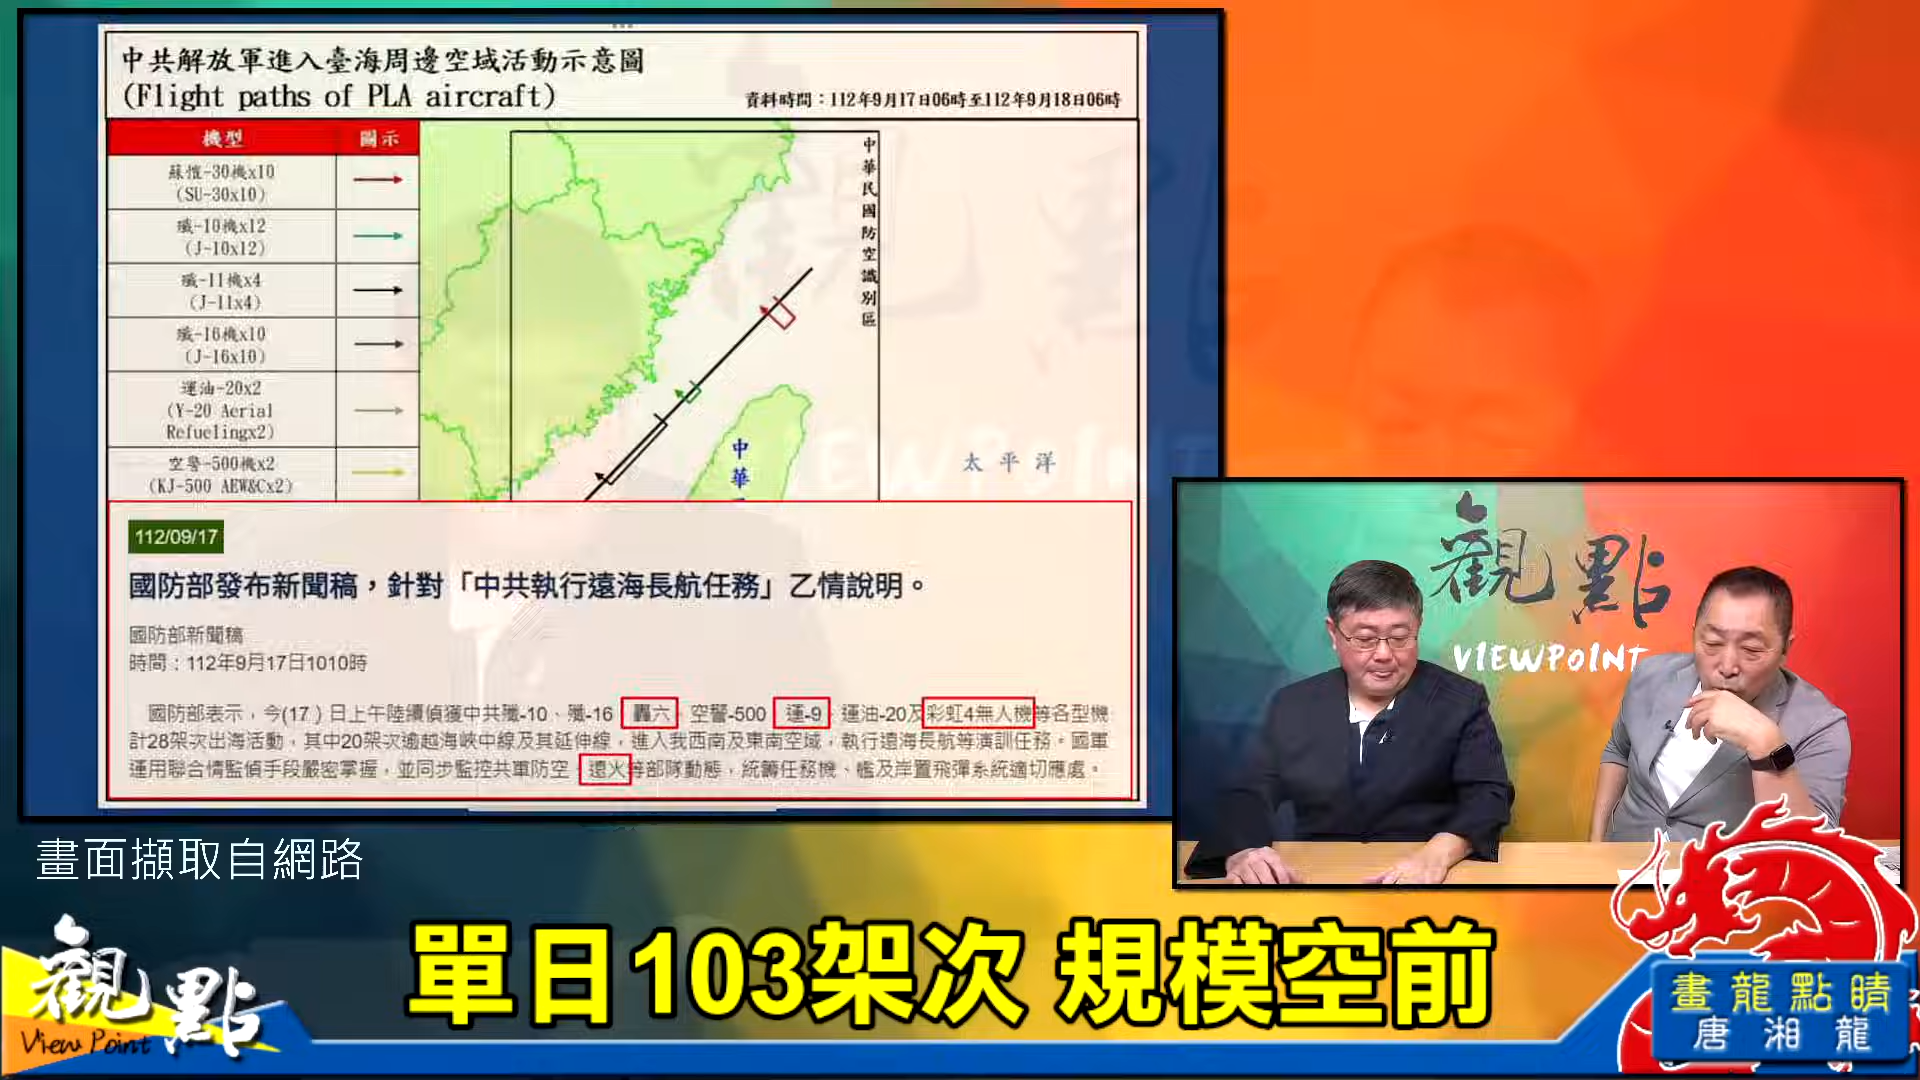 中共解放軍進入臺海周邊空域活動示意圖
(Flight paths of PLA aircraft)
資料時間：112年9月17日06時至112年9月18日06時
機型 圖示
蘇愷-30機x10
(SU-30x10)
殲-10機x12
(J-10x12)
殲-11機x4
(J-11x4)
殲-16機x10
(J-16x10)
運油-20x2
(Y-20 Aerial
Refuelingx2)
空警-500機x2
(KJ-500 AEW&Cx2)
中華民國防空識別區
中華
太平洋
112/09/17
國防部發布新聞稿，針對「中共執行遠海長航任務」乙情說明。
國防部新聞稿
時間：112年9月17日1010時
國防部表示，今(17）日上午陸續偵獲中共殲-10、殲-16、轟六、空警-500、運-9、運油-20及彩虹4無人機等各型機
計28架次出海活動，其中20架次逾越海峽中線及其延伸線，進入我西南及東南空域，執行遠海長航等演訓任務。國軍
運用聯合情監偵手段嚴密掌握，並同步監控共軍防空、遠火等部隊動態，統籌任務機、艦及岸置飛彈系統適切應處。
觀點
VIEWPOINT
畫面擷取自網路
單日103架次 規模空前
觀點
View Point
畫龍點睛
唐湘龍